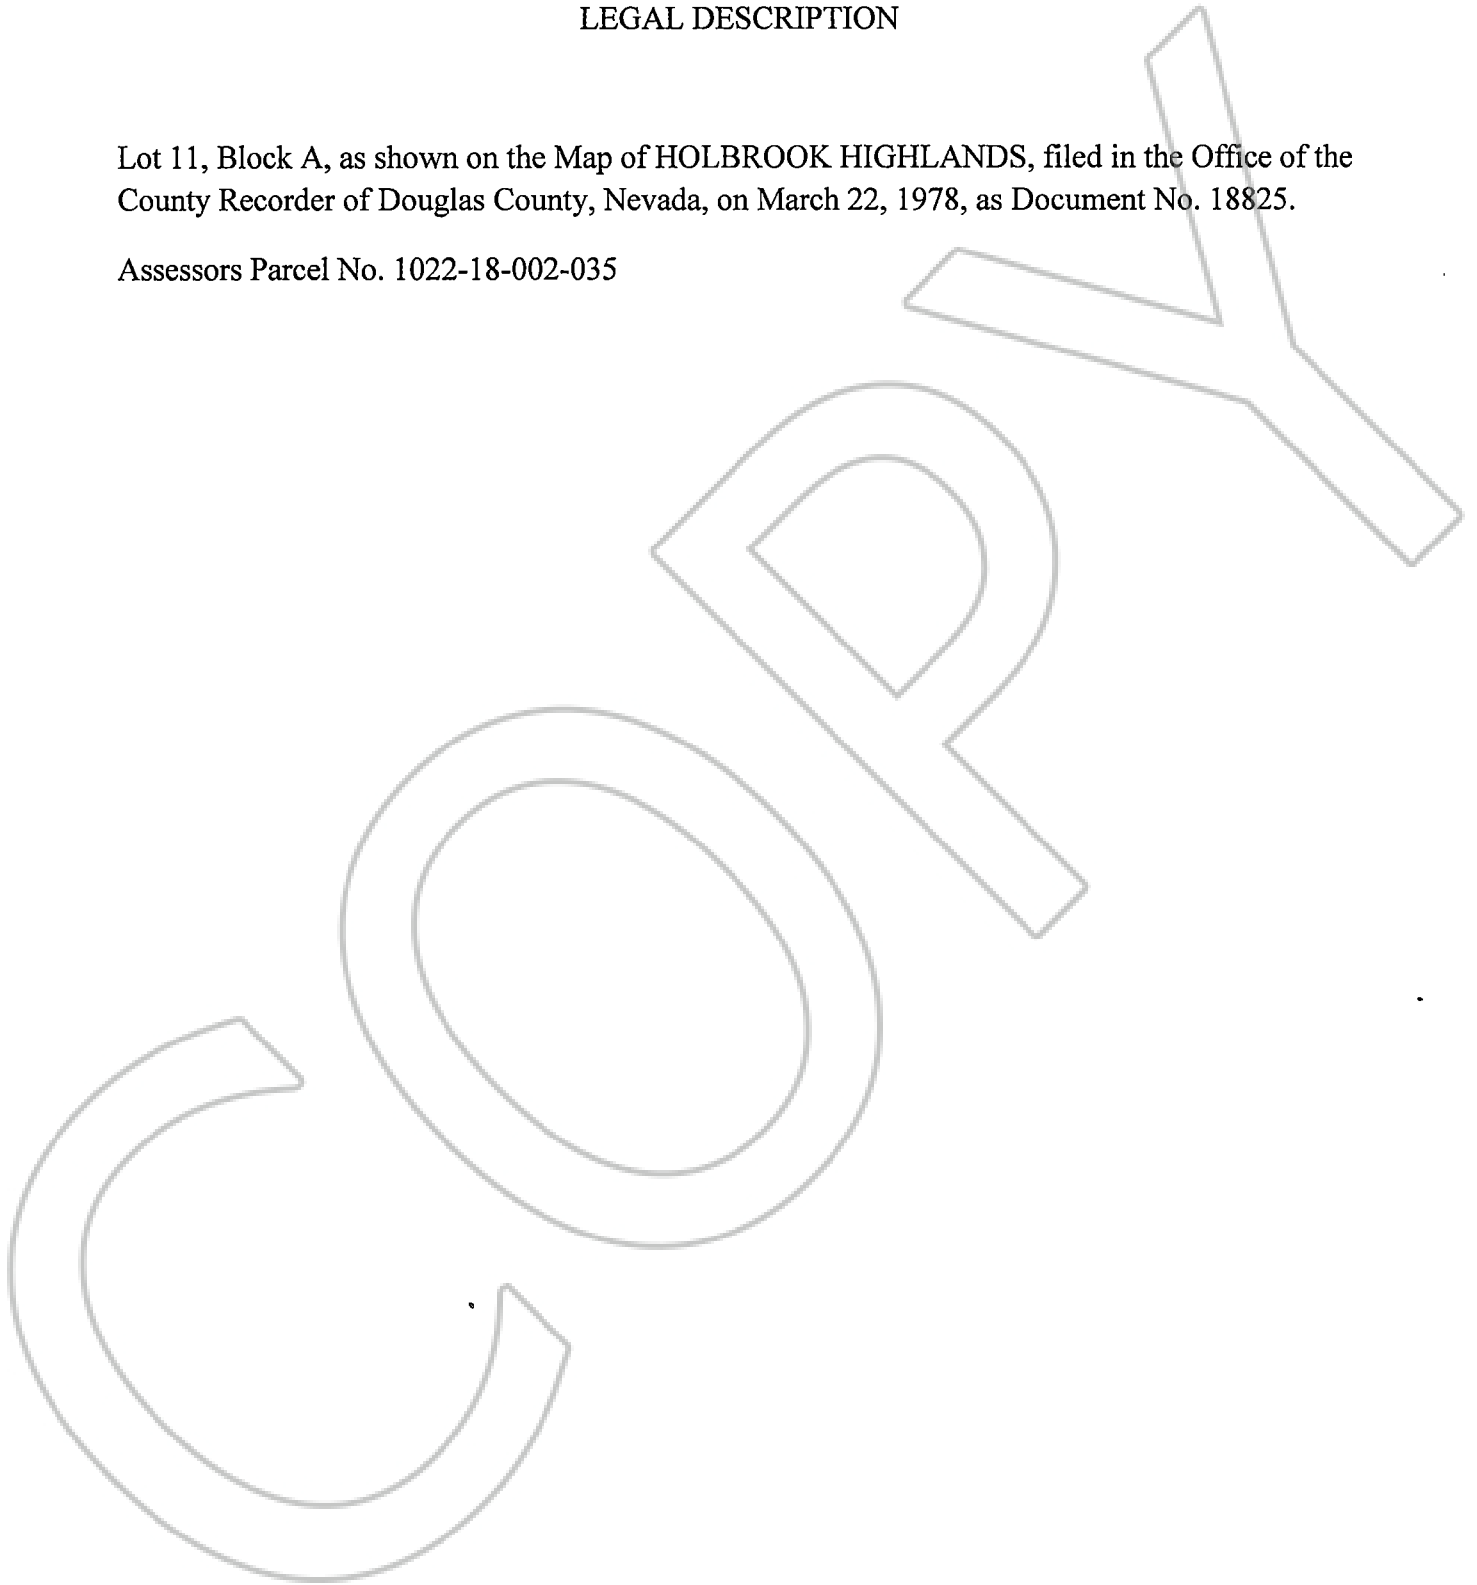 LEGAL DESCRIPTION
Lot 11, Block A, as shown on the Map of HOLBROOK HIGHLANDS, filed in the Office of the
County Recorder of Douglas County, Nevada, on March 22, 1978, as Document No. 18825.
Assessors Parcel No. 1022-18-002-035
COPY